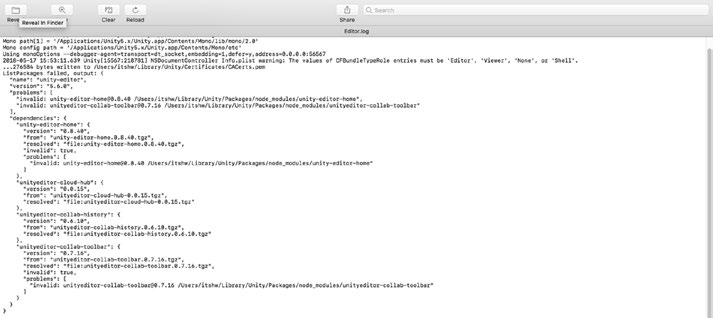 Reve
Clear
Reload
Share
Search
Reveal In Finder
Editor.log
Mono path[1] = '/Applications/Unity5.x/Unity.app/Contents/Mono/lib/mono/2.0'
Mono config path = '/Applications/Unity5.x/Unity.app/Contents/Mono/etc'
Using monoOptions --debugger-agent=transport=dt_socket,embedding=1,defer=y,address=0.0.0.0:56567
2018-05-17 15:53:11.639 Unity[15567:210781] NSDocumentController Info.plist warning: The values of CFBundleTypeRole entries must be 'Editor', 'Viewer', 'None', or 'Shell'.
...276584 bytes written to /Users/itshw/Library/Unity/Certificates/CACerts.pem
ListPackages failed, output: {
"name": "unity-editor",
"version": "5.6.0",
"problems": [
"invalid: unity-editor-home@0.8.40 /Users/itshw/Library/Unity/Packages/node_modules/unity-editor-home",
"invalid: unityeditor-collab-toolbar@0.7.16 /Users/itshw/Library/Unity/Packages/node_modules/unityeditor-collab-toolbar"
],
"dependencies": {
"unity-editor-home": {
"version": "0.8.40",
"from": "unity-editor-home.0.8.40.tgz",
"resolved": "file:unity-editor-home.0.8.40.tgz",
"invalid": true,
"problems": [
"invalid: unity-editor-home@0.8.40 /Users/itshw/Library/Unity/Packages/node_modules/unity-editor-home"
]
},
"unityeditor-cloud-hub": {
"version": "0.0.15",
"from": "unityeditor-cloud-hub-0.0.15.tgz",
"resolved": "file:unityeditor-cloud-hub-0.0.15.tgz"
},
"unityeditor-collab-history": {
"version": "0.6.10",
"from": "unityeditor-collab-history.0.6.10.tgz",
"resolved": "file:unityeditor-collab-history.0.6.10.tgz"
},
"unityeditor-collab-toolbar": {
"version": "0.7.16",
"from": "unityeditor-collab-toolbar.0.7.16.tgz",
"resolved": "file:unityeditor-collab-toolbar.0.7.16.tgz",
"invalid": true,
"problems": [
"invalid: unityeditor-collab-toolbar@0.7.16 /Users/itshw/Library/Unity/Packages/node_modules/unityeditor-collab-toolbar"
]
}
}
}